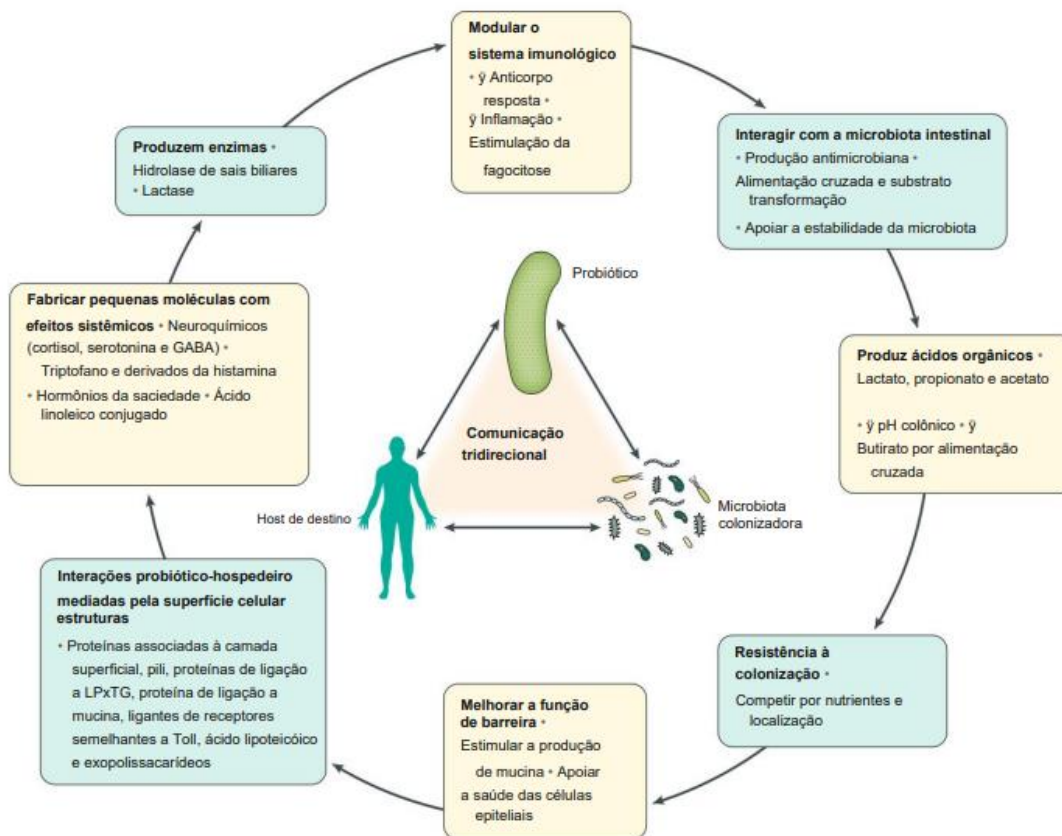 Modular o
sistema imunológico
• ÿ Anticorpo
resposta •
ÿ Inflamação •
Estimulação da
fagocitose
Interagir com a microbiota intestinal
• Produção antimicrobiana •
Alimentação cruzada e substrato
transformação
• Apoiar a estabilidade da microbiota
Produz ácidos orgânicos •
Lactato, propionato e acetato
• ÿ pH colônico • ÿ
Butirato por alimentação
cruzada
Resistência à
colonização •
Competir por nutrientes e
localização
Melhorar a função
de barreira •
Estimular a produção
de mucina • Apoiar
a saúde das células
epiteliais
Interações probiótico-hospedeiro
mediadas pela superfície celular
estruturas
• Proteínas associadas à camada
superficial, pili, proteínas de ligação
a LPxTG, proteína de ligação a
mucina, ligantes de receptores
semelhantes a Toll, ácido lipoteicóico
e exopolissacarídeos
Fabricar pequenas moléculas com
efeitos sistêmicos • Neuroquímicos
(cortisol, serotonina e GABA) •
Triptofano e derivados da histamina
• Hormônios da saciedade • Ácido
linoleico conjugado
Produzem enzimas •
Hidrolase de sais biliares
• Lactase
Probiótico
Comunicação
tridirecional
Host de destino
Microbiota
colonizadora